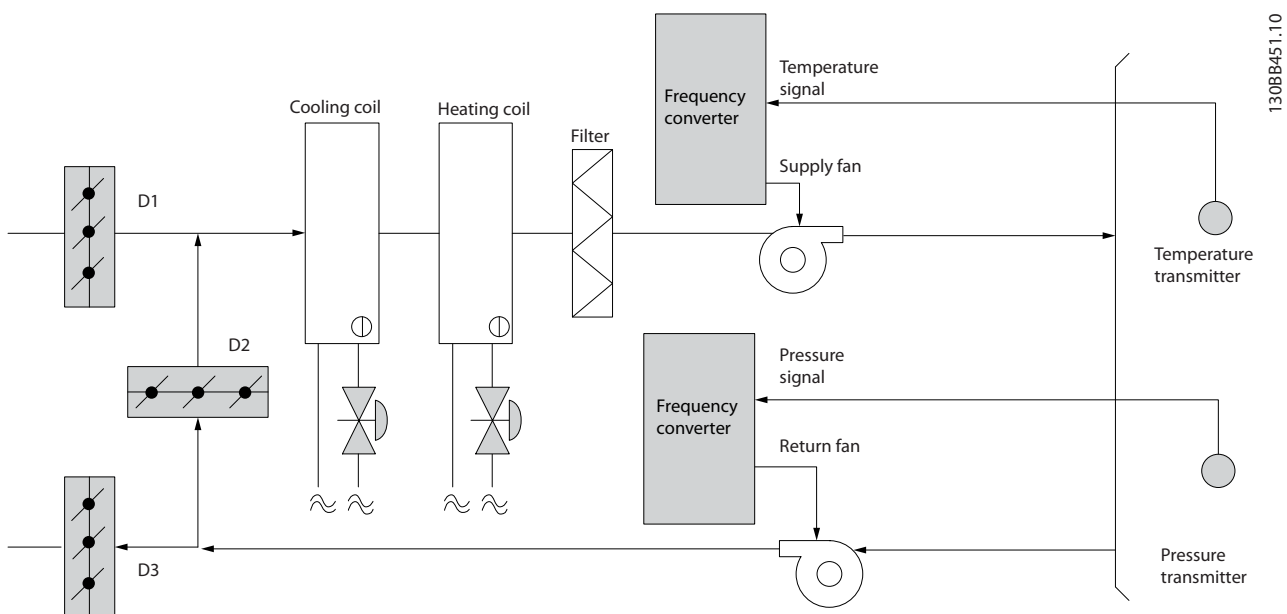 130BB451.10
Temperature
signal
Cooling coil
Heating coil
Frequency
converter
Filter
Supply fan
D1
Temperature
transmitter
D2
Pressure
signal
Frequency
converter
Return fan
D3
Pressure
transmitter